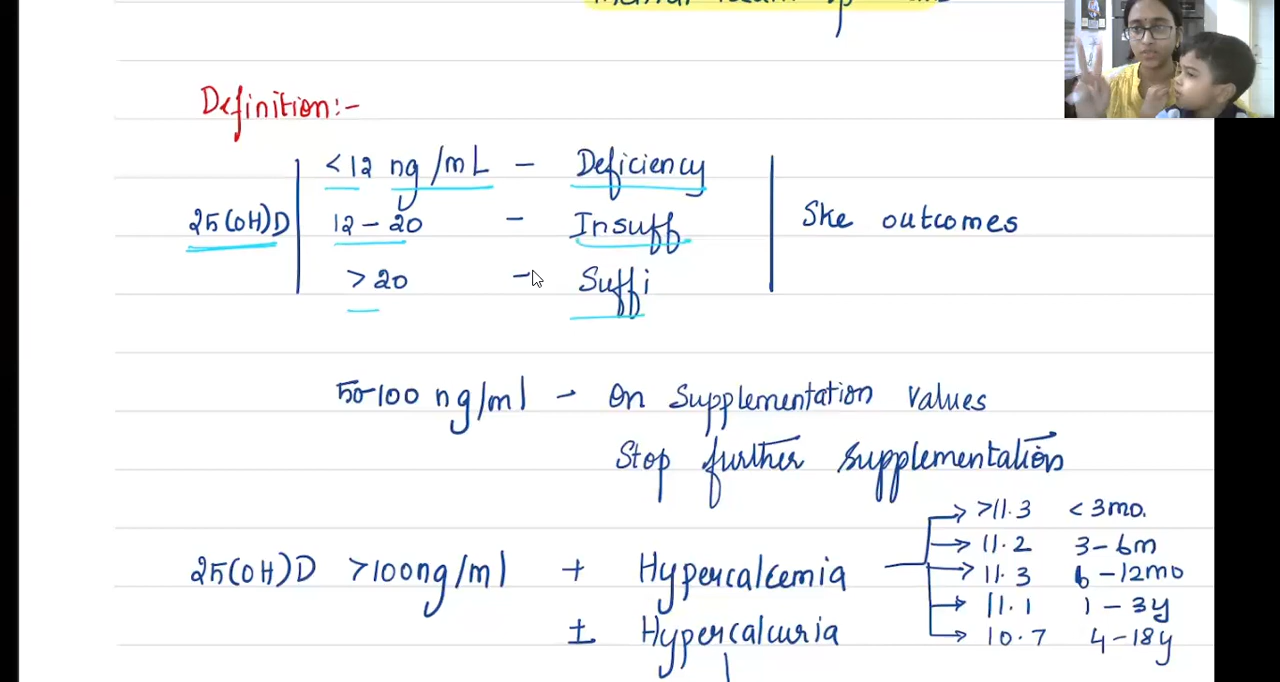 Definition:-
<12 ng/mL - Deficiency
25(OH)D 12-20 - Insuff Ske outcomes
>20 - Suffi
50-100 ng/ml - On Supplementation Values
Stop further supplementation
>11.3 <3mo.
11.2 3-6m
25(OH)D >100ng/ml + Hypercalcemia 11.3 6-12mo
11.1 1-3y
± Hypercalcuria 10.7 4-18y